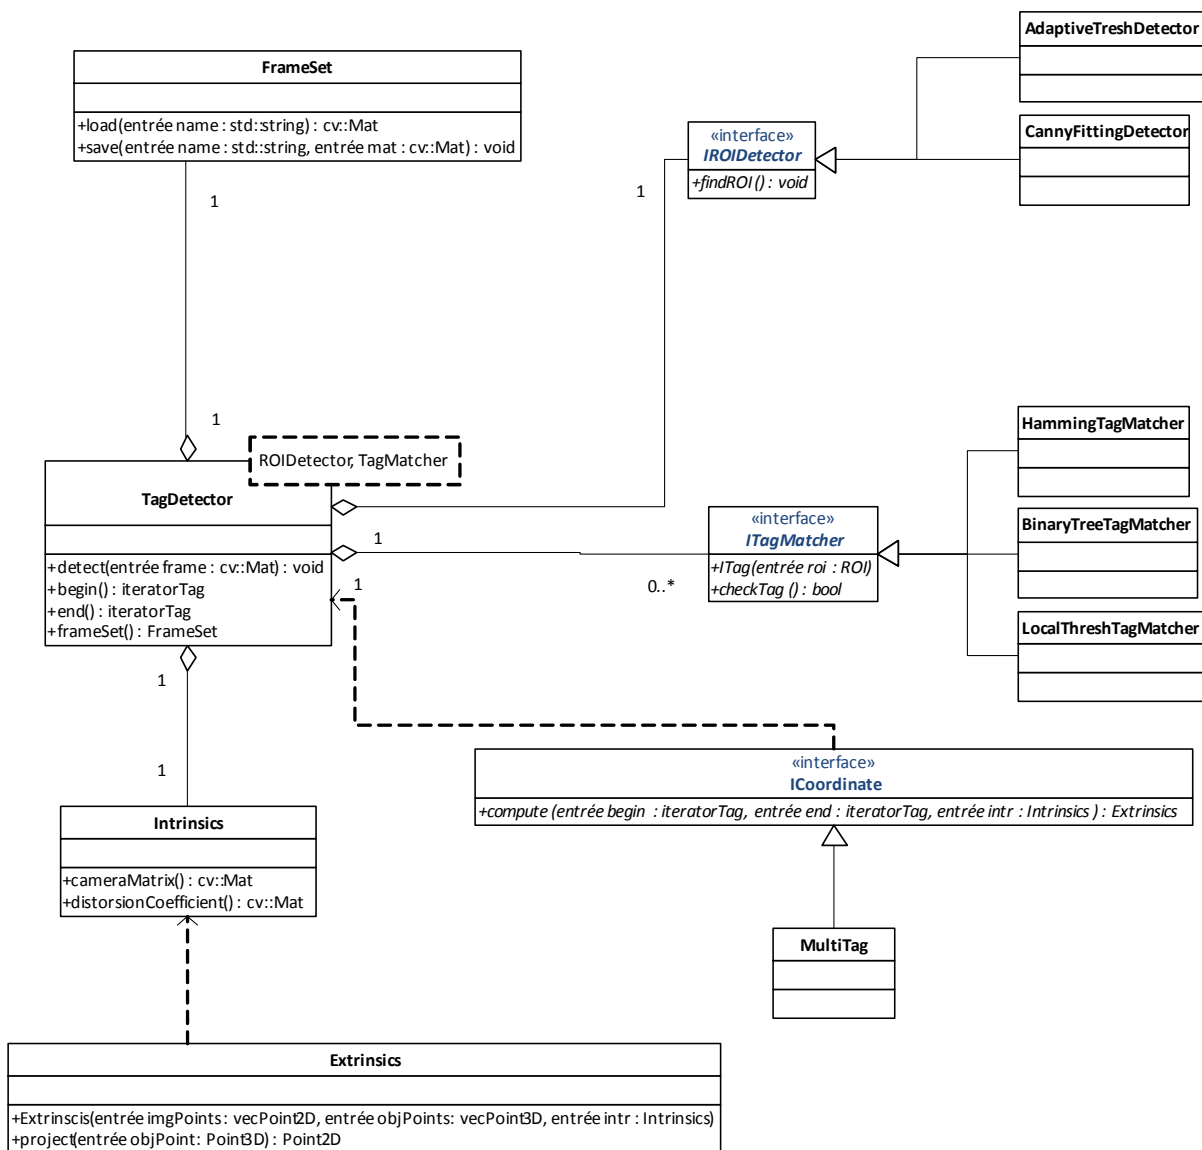 FrameSet
+load(entrée name : std::string) : cv::Mat
+save(entrée name : std::string, entrée mat : cv::Mat) : void
1
1
«interface»
IROIDetector
+findROI() : void
1
AdaptiveTreshDetector
CannyFittingDetector
ROIDetector, TagMatcher
TagDetector
+detect(entrée frame : cv::Mat) : void
+begin() : iteratorTag
+end() : iteratorTag
+frameSet() : FrameSet
1
1
«interface»
ITagMatcher
+ITag(entrée roi : ROI)
+checkTag() : bool
0..*
HammingTagMatcher
BinaryTreeTagMatcher
LocalThreshTagMatcher
1
1
«interface»
ICoordinate
+compute (entrée begin : iteratorTag, entrée end : iteratorTag, entrée intr : Intrinsics) : Extrinsics
Intrinsics
+cameraMatrix() : cv::Mat
+distorsionCoefficient() : cv::Mat
MultiTag
Extrinsics
+Extrinscis(entrée imgPoints : vecPoint2D, entrée objPoints: vecPoint3D, entrée intr : Intrinsics)
+project(entrée objPoint: Point3D) : Point2D